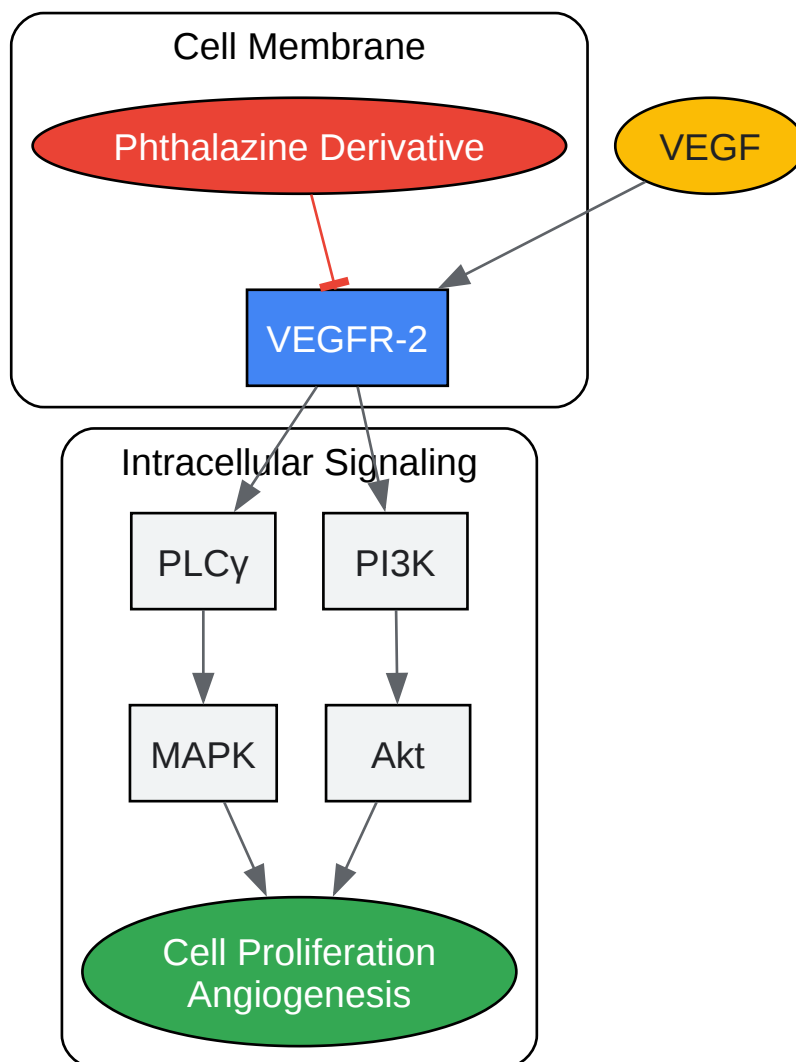 Cell Membrane
Phthalazine Derivative
VEGF
VEGFR-2
Intracellular Signaling
PLCγ
PI3K
MAPK
Akt
Cell Proliferation
Angiogenesis